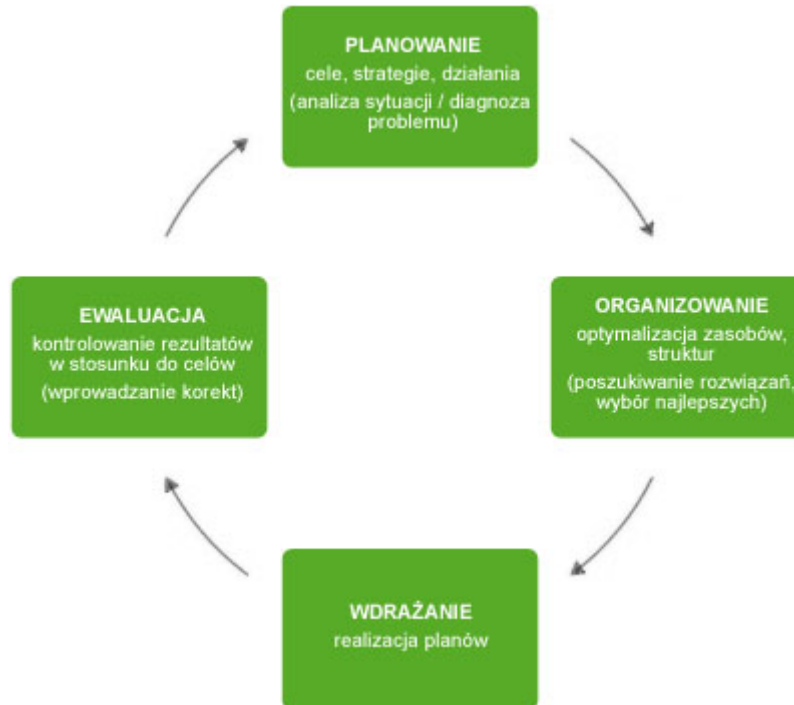 PLANOWANIE
cele, strategie, działania
(analiza sytuacji / diagnoza
problemu)
ORGANIZOWANIE
optymalizacja zasobów,
struktur
(poszukiwanie rozwiązań,
wybór najlepszych)
WDRAŻANIE
realizacja planów
EWALUACJA
kontrolowanie rezultatów
w stosunku do celów
(wprowadzanie korekt)